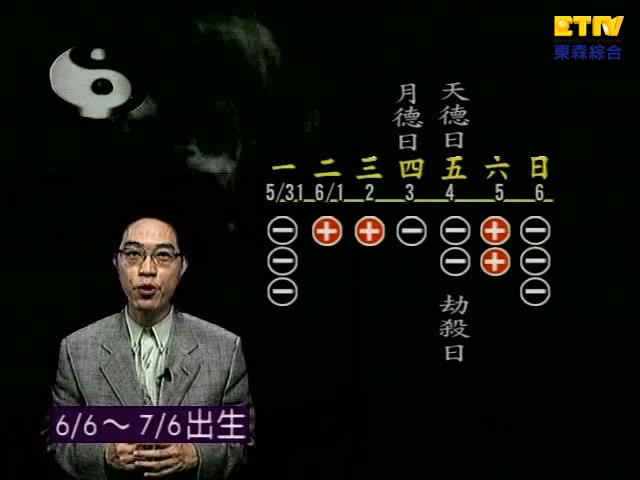 ETTV
東森綜合
月德日
天德日
一 二 三 四 五 六 日
5/31 6/1 2 3 4 5 6
劫殺日
6/6～7/6出生